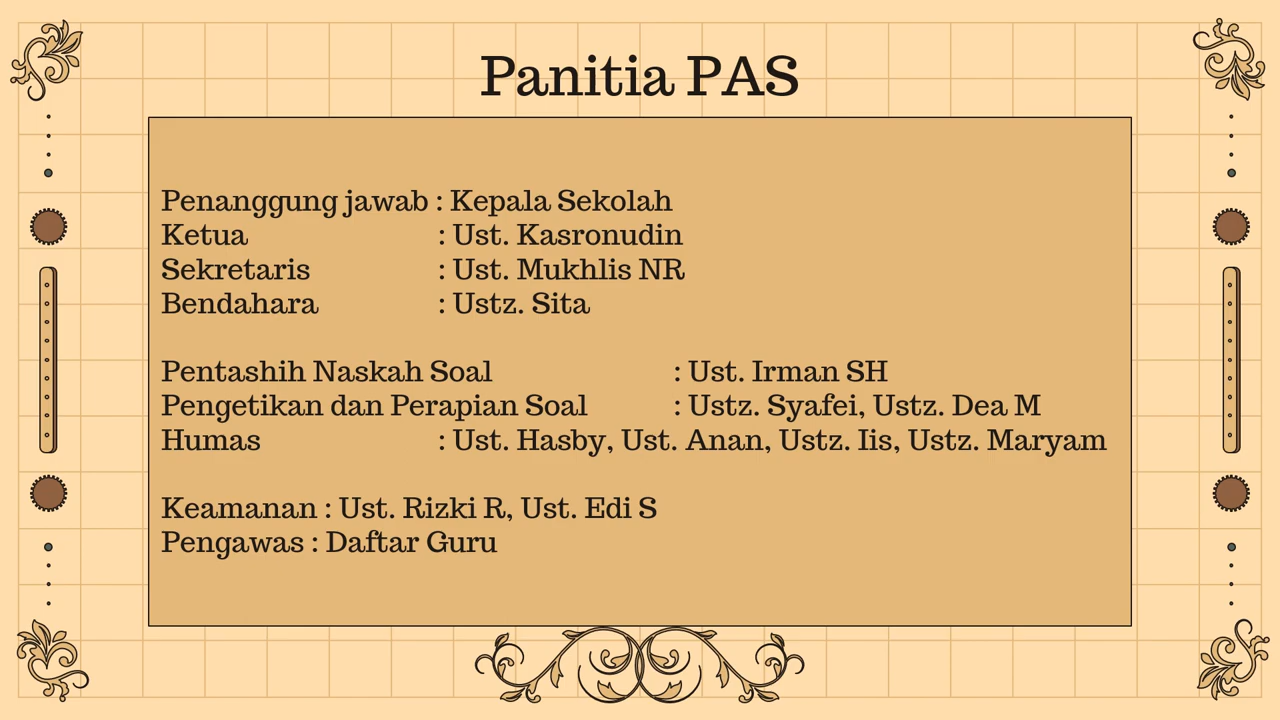 Panitia PAS
Penanggung jawab : Kepala Sekolah
Ketua : Ust. Kasronudin
Sekretaris : Ust. Mukhlis NR
Bendahara : Ustz. Sita
Pentashih Naskah Soal : Ust. Irman SH
Pengetikan dan Perapian Soal : Ustz. Syafei, Ustz. Dea M
Humas : Ust. Hasby, Ust. Anan, Ustz. Iis, Ustz. Maryam
Keamanan : Ust. Rizki R, Ust. Edi S
Pengawas : Daftar Guru